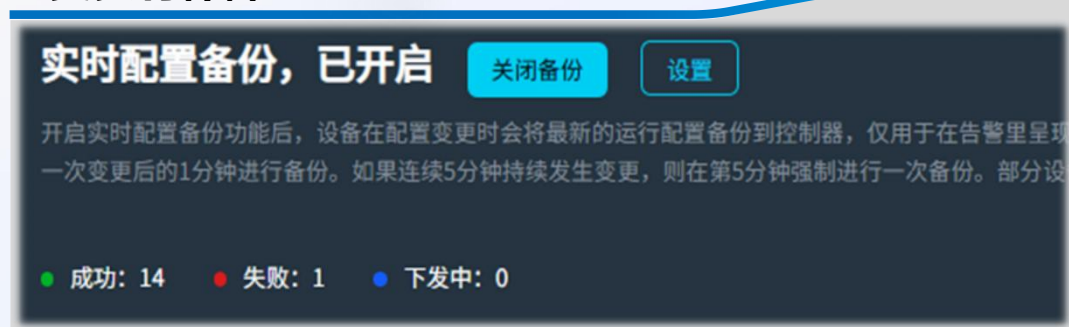 实时配置备份，已开启 关闭备份 设置
开启实时配置备份功能后，设备在配置变更时会将最新的运行配置备份到控制器，仅用于在告警里呈现
一次变更后的1分钟进行备份。如果连续5分钟持续发生变更，则在第5分钟强制进行一次备份。部分设
成功：14 失败：1 下发中：0